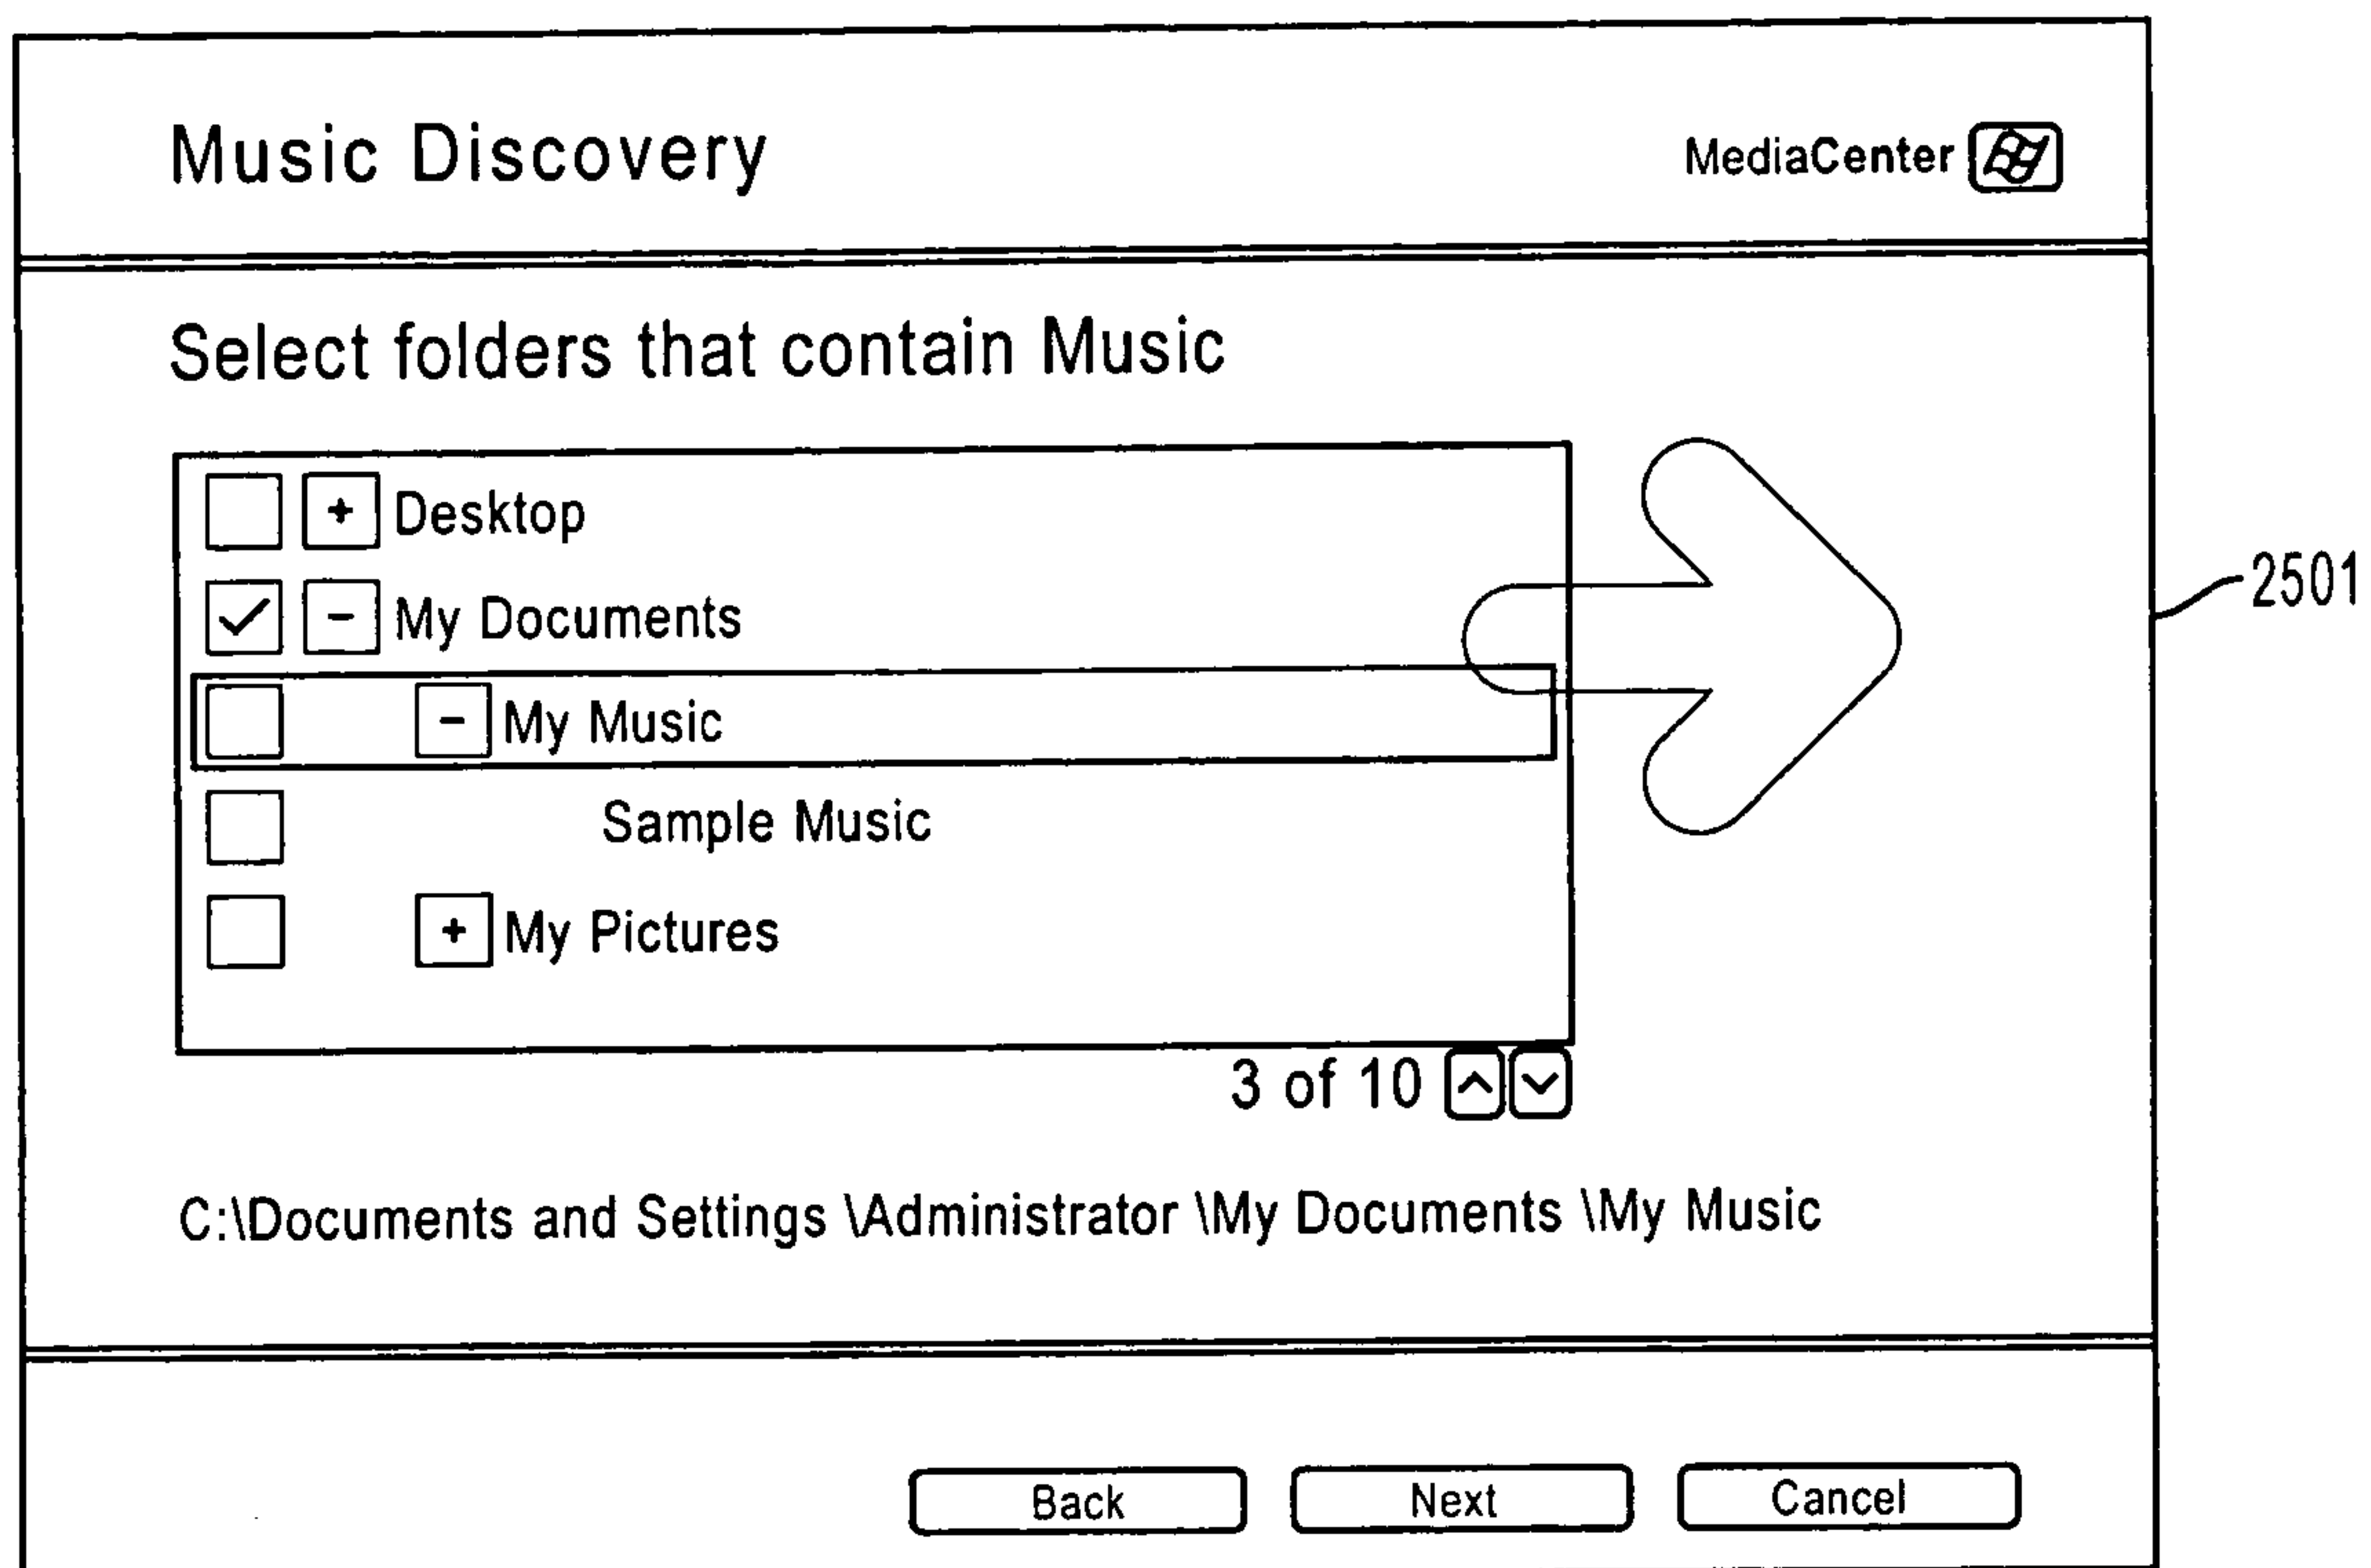 Music Discovery
MediaCenter
Select folders that contain Music
+ Desktop
- My Documents
- My Music
Sample Music
+ My Pictures
2501
3 of 10
C:\Documents and Settings \Administrator \My Documents \My Music
Back Next Cancel